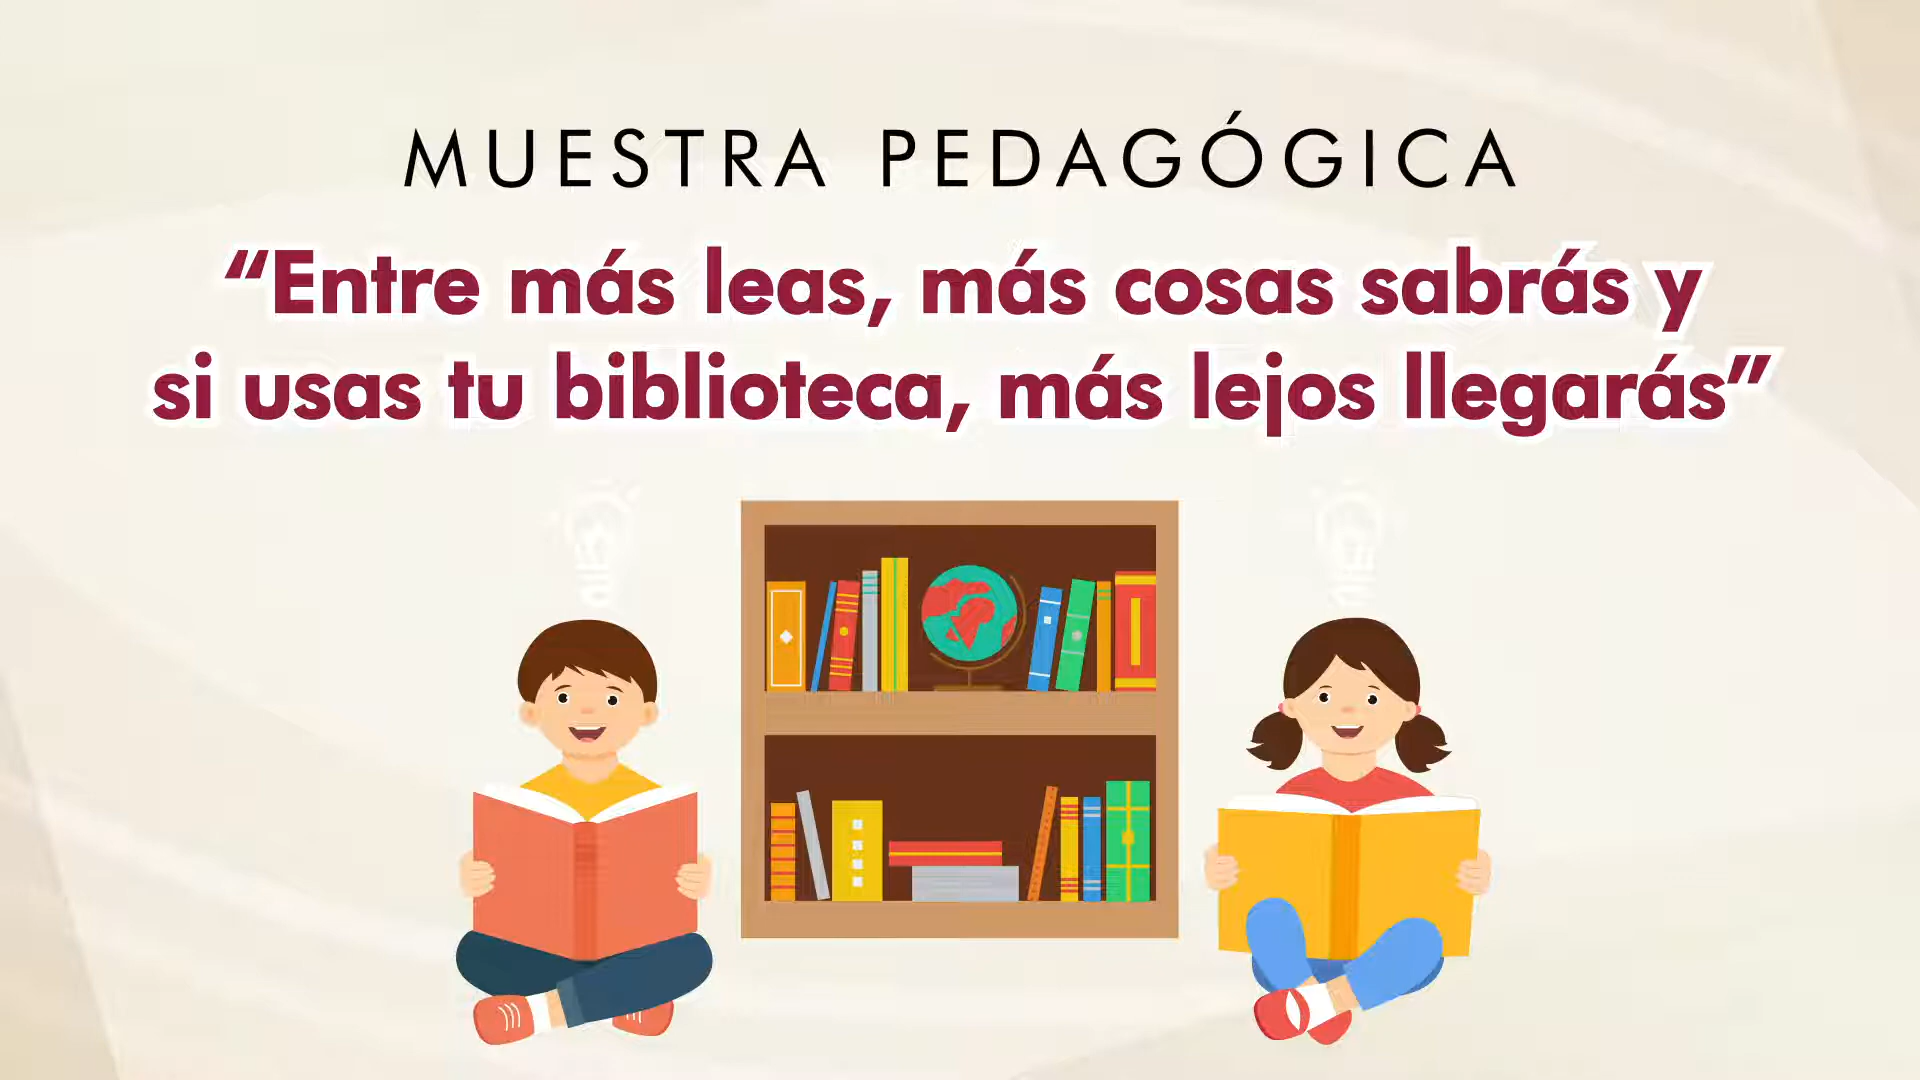 MUESTRA PEDAGÓGICA
“Entre más leas, más cosas sabrás y
si usas tu biblioteca, más lejos llegarás”